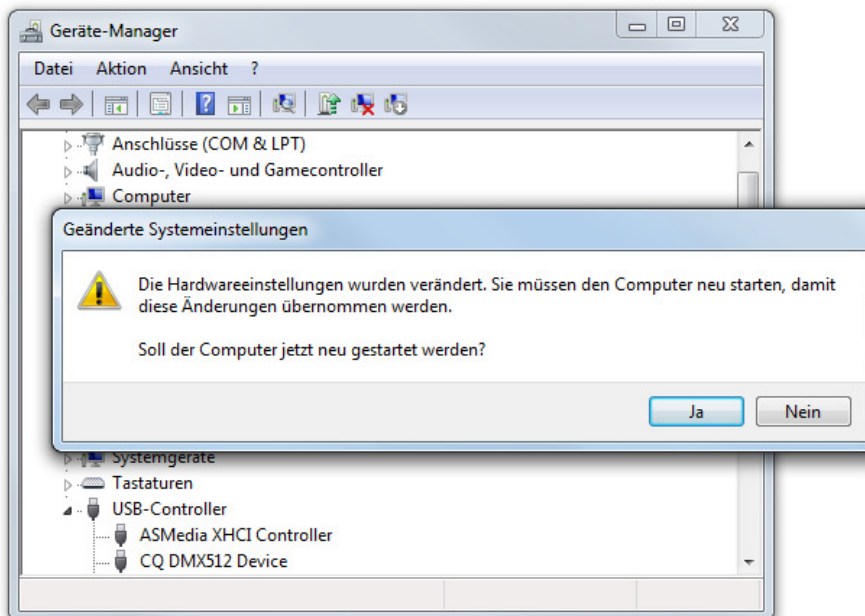 Geräte-Manager
Datei Aktion Ansicht ?
Anschlüsse (COM & LPT)
Audio-, Video- und Gamecontroller
Computer
Geänderte Systemeinstellungen
Die Hardwareeinstellungen wurden verändert. Sie müssen den Computer neu starten, damit
diese Änderungen übernommen werden.
Soll der Computer jetzt neu gestartet werden?
Ja Nein
Systemgeräte
Tastaturen
USB-Controller
ASMedia XHCI Controller
CQ DMX512 Device